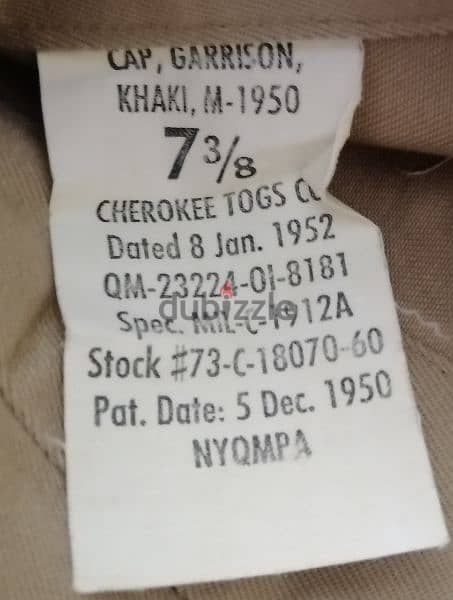 CAP, GARRISON,
KHAKI, M-1950
7 3/8
CHEROKEE TOGS
Dated 8 Jan. 1952
QM-23224-OI-8181
dubizzle
Spec. MIL-C-1912A
Stock #73-C-18070-60
Pat. Date: 5 Dec. 1950
NYQMPA